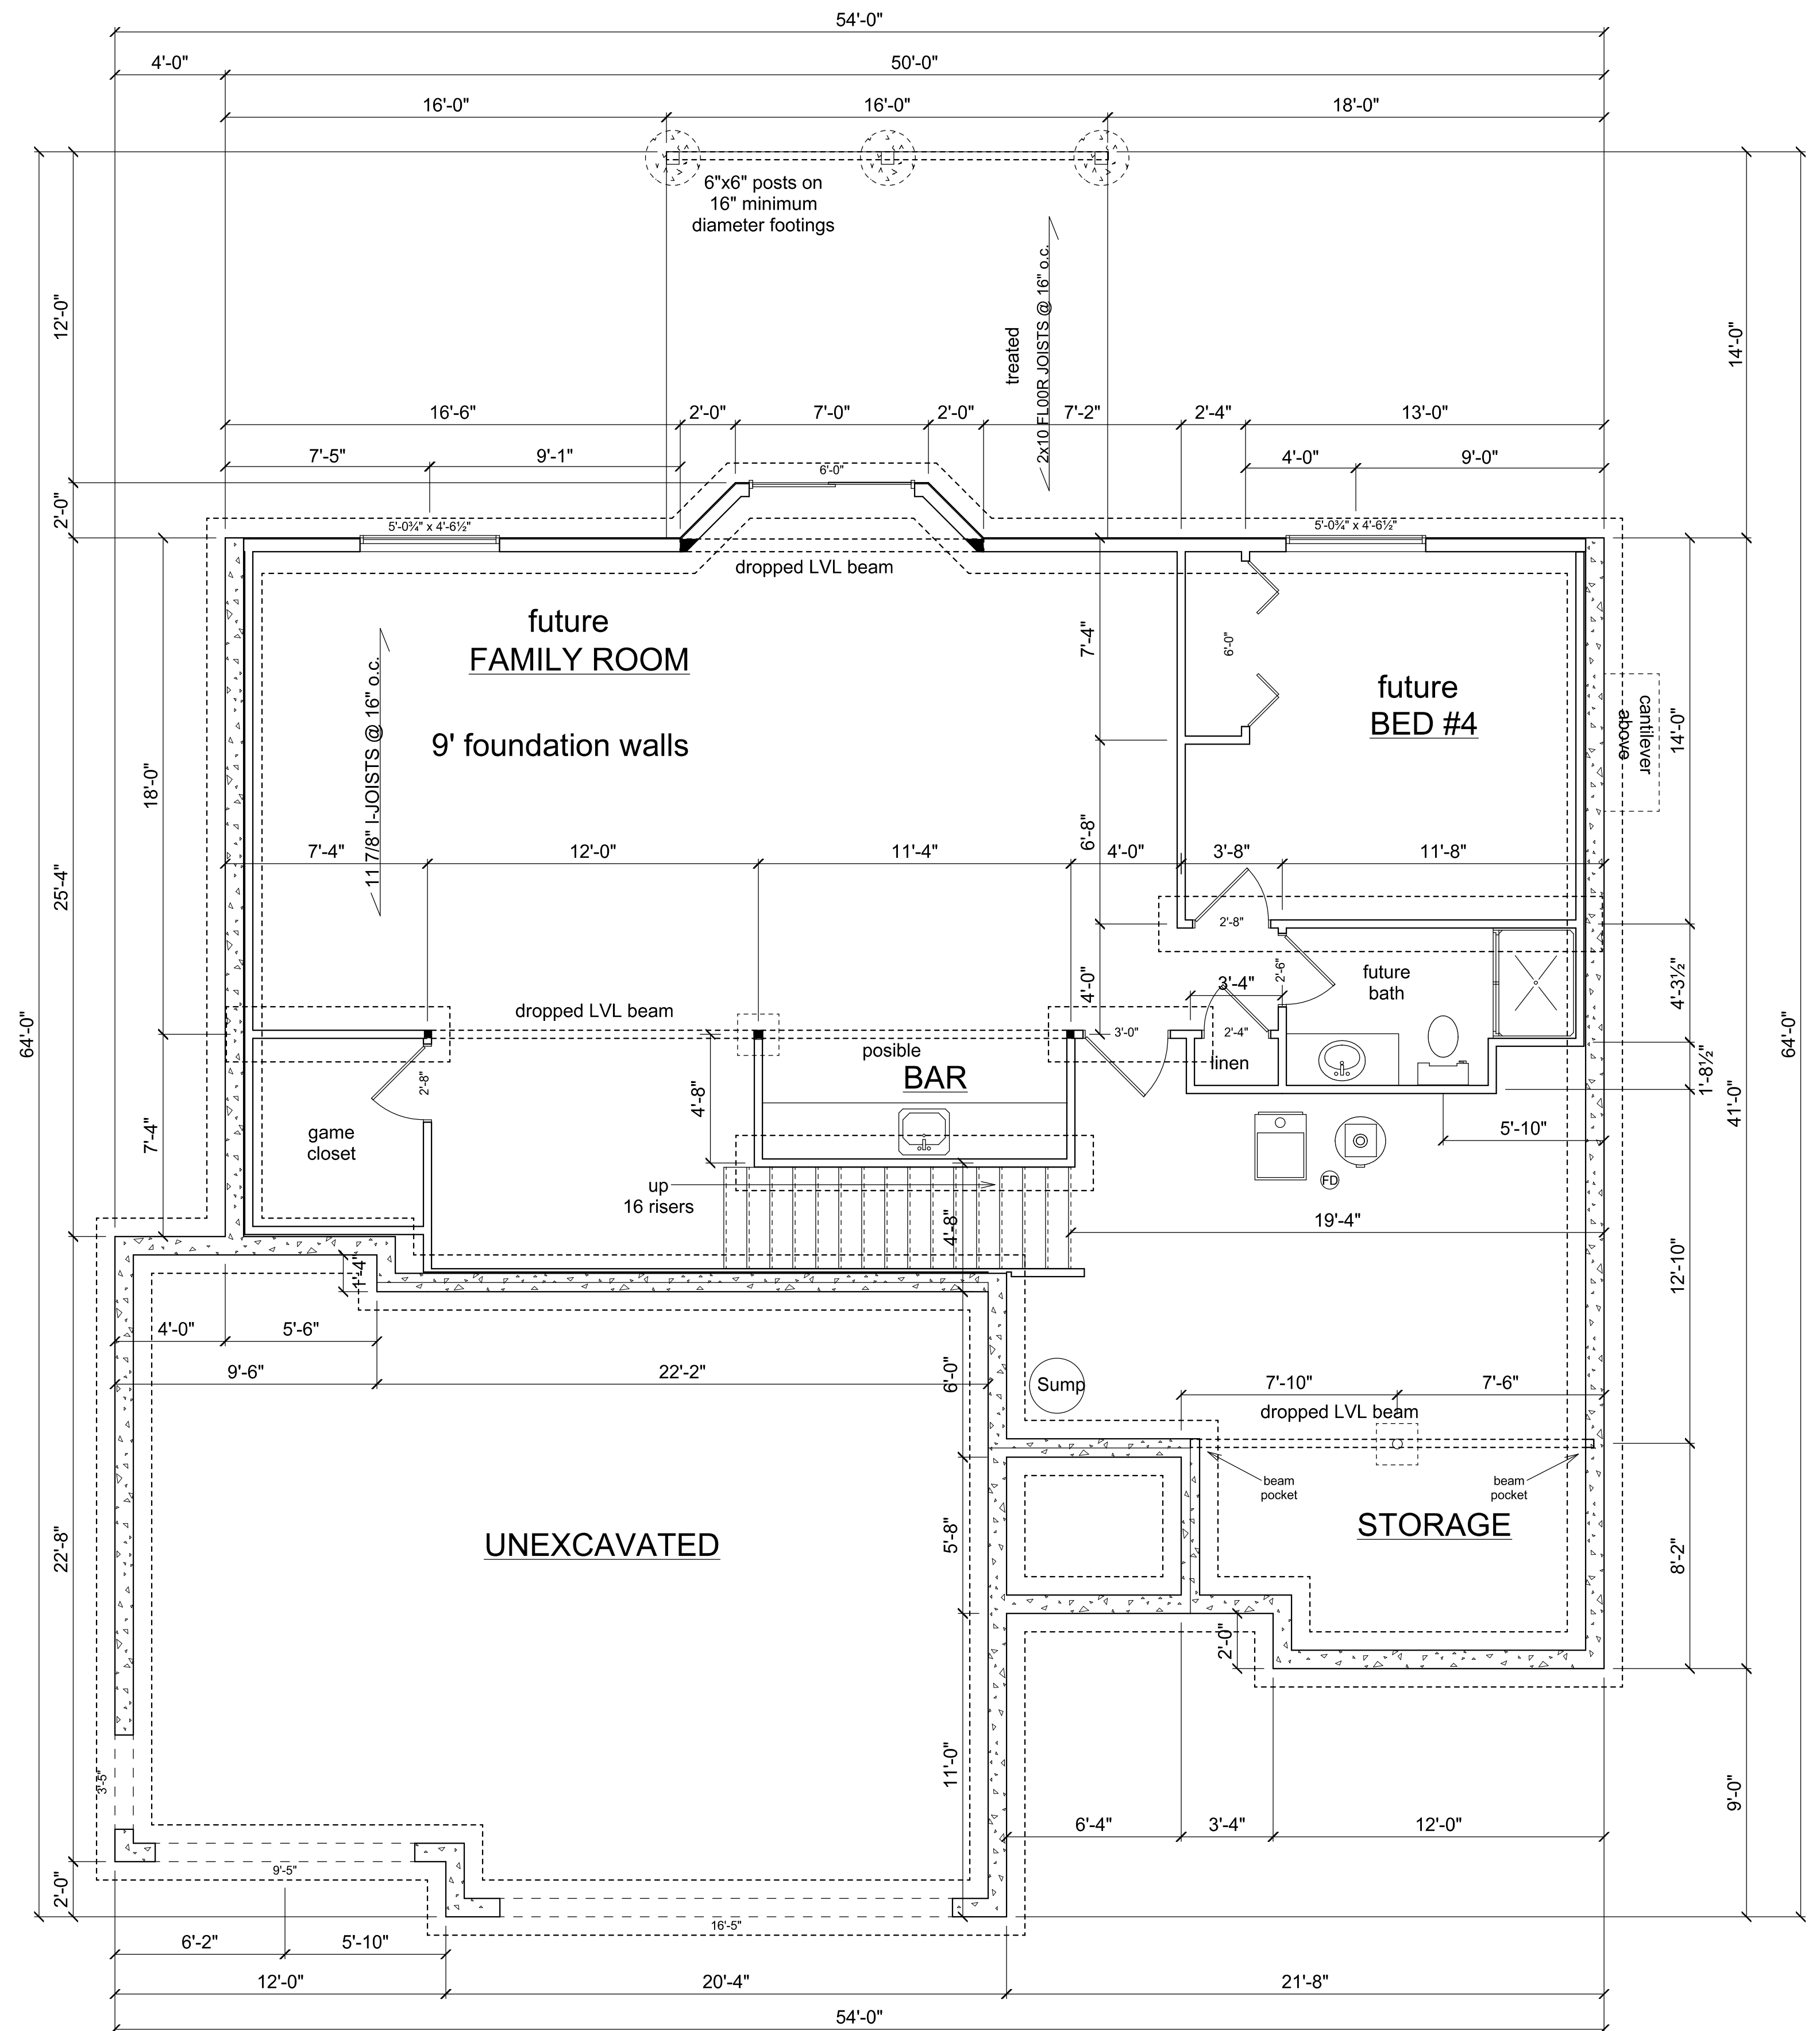 54'-0"
4'-0"
50'-0"
16'-0"
16'-0"
18'-0"
6"x6" posts on
16" minimum
diameter footings
treated
2x10 FL00R JOISTS @ 16" o.c.
12'-0"
14'-0"
16'-6"
2'-0"
7'-0"
2'-0"
7'-2"
2'-4"
13'-0"
7'-5"
9'-1"
6'-0"
4'-0"
9'-0"
2'-0"
5'-0¾" x 4'-6½"
5'-0¾" x 4'-6½"
dropped LVL beam
future
FAMILY ROOM
11 7/8" I-JOISTS @ 16" o.c.
9' foundation walls
7'-4"
6'-0"
future
BED #4
cantilever
above
14'-0"
18'-0"
25'-4"
6'-8"
7'-4"
12'-0"
11'-4"
4'-0"
3'-8"
11'-8"
2'-8"
4'-0"
3'-4"
2'-6"
future
bath
4'-3½"
64'-0"
64'-0"
dropped LVL beam
3'-0"
2'-4"
linen
posible
BAR
4'-8"
2'-8"
7'-4"
game
closet
1'-8½"
41'-0"
5'-10"
FD
up
16 risers
4'-8"
19'-4"
12'-10"
1'-4"
4'-0"
5'-6"
9'-6"
22'-2"
6'-0"
Sump
7'-10"
7'-6"
dropped LVL beam
beam
pocket
beam
pocket
STORAGE
UNEXCAVATED
22'-8"
5'-8"
8'-2"
2'-0"
11'-0"
3'-5"
9'-0"
6'-4"
3'-4"
12'-0"
9'-5"
2'-0"
16'-5"
6'-2"
5'-10"
12'-0"
20'-4"
21'-8"
54'-0"